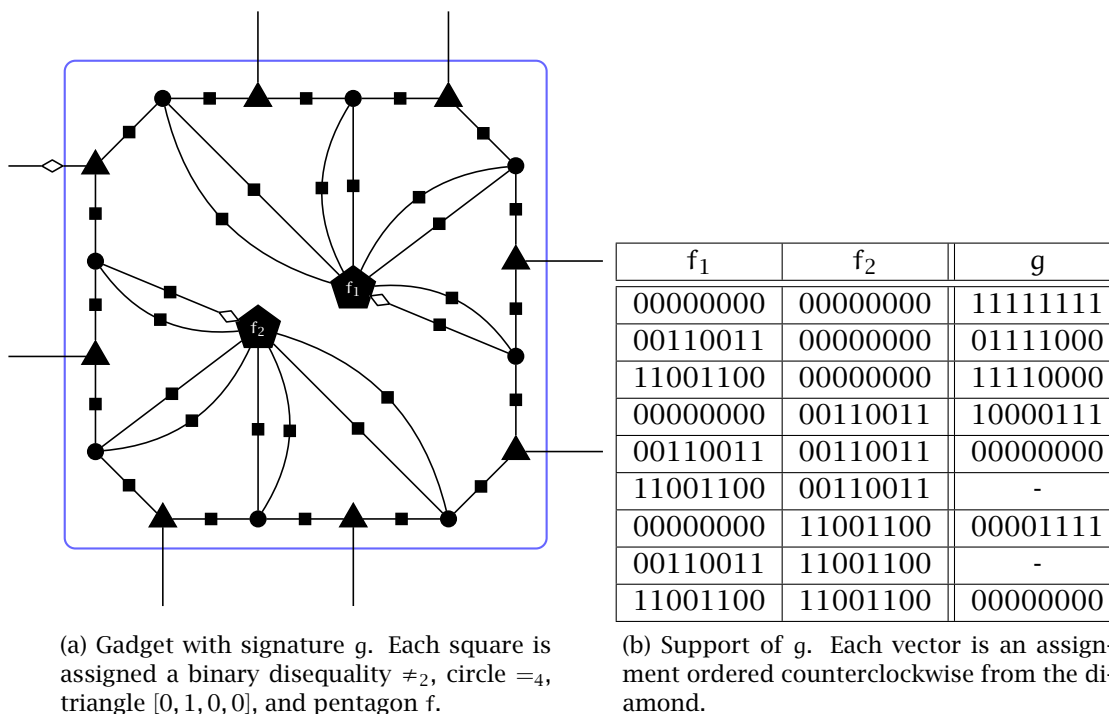 f₁
f₂
f₁ f₂ g
00000000 00000000 11111111
00110011 00000000 01111000
11001100 00000000 11110000
00000000 00110011 10000111
00110011 00110011 00000000
11001100 00110011 -
00000000 11001100 00001111
00110011 11001100 -
11001100 11001100 00000000
(a) Gadget with signature g. Each square is
assigned a binary disequality ≠₂, circle =₄,
triangle [0, 1, 0, 0], and pentagon f.
(b) Support of g. Each vector is an assign-
ment ordered counterclockwise from the di-
amond.